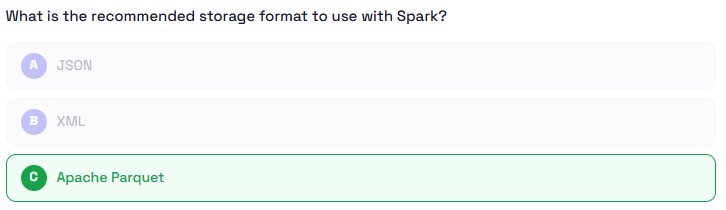 What is the recommended storage format to use with Spark?
A JSON
B XML
C Apache Parquet